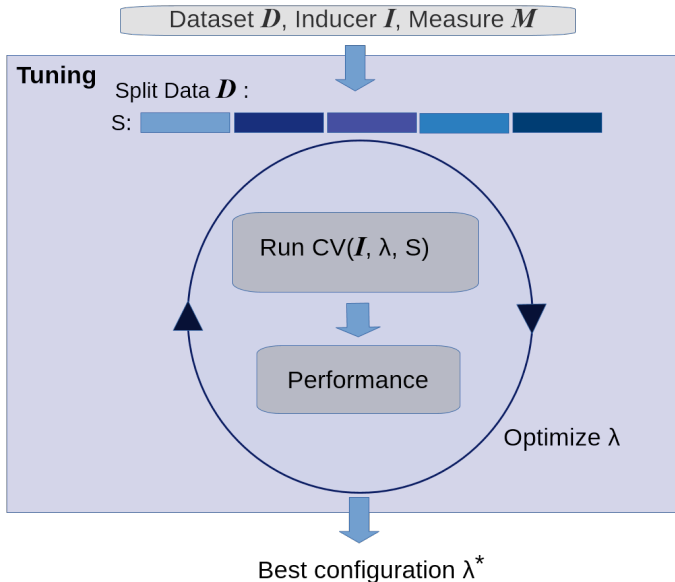 Dataset D, Inducer I, Measure M
Tuning
Split Data D :
S:
Run CV(I, λ, S)
Performance
Optimize λ
Best configuration λ*